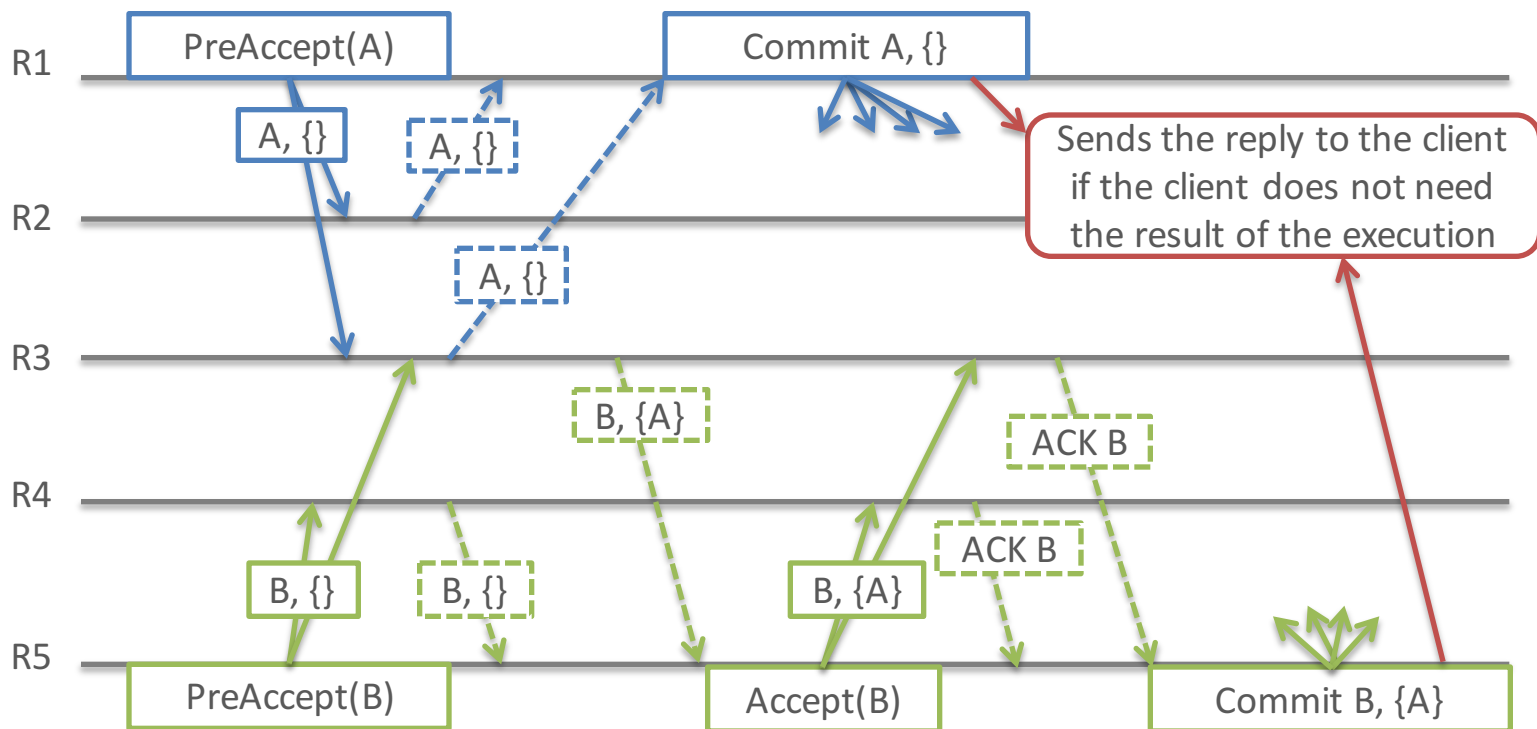 PreAccept(A)
Commit A, {}
R1
A, {}
A, {}
Sends the reply to the client
if the client does not need
the result of the execution
R2
A, {}
R3
B, {A}
ACK B
R4
ACK B
B, {}
B, {}
B, {A}
R5
PreAccept(B)
Accept(B)
Commit B, {A}